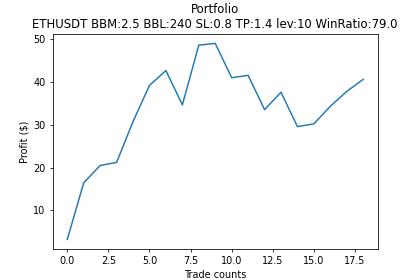 Portfolio
ETHUSDT BBM:2.5 BBL:240 SL:0.8 TP:1.4 lev:10 WinRatio:79.0
50
40
30
20
10
Profit ($)
0.0 2.5 5.0 7.5 10.0 12.5 15.0 17.5
Trade counts